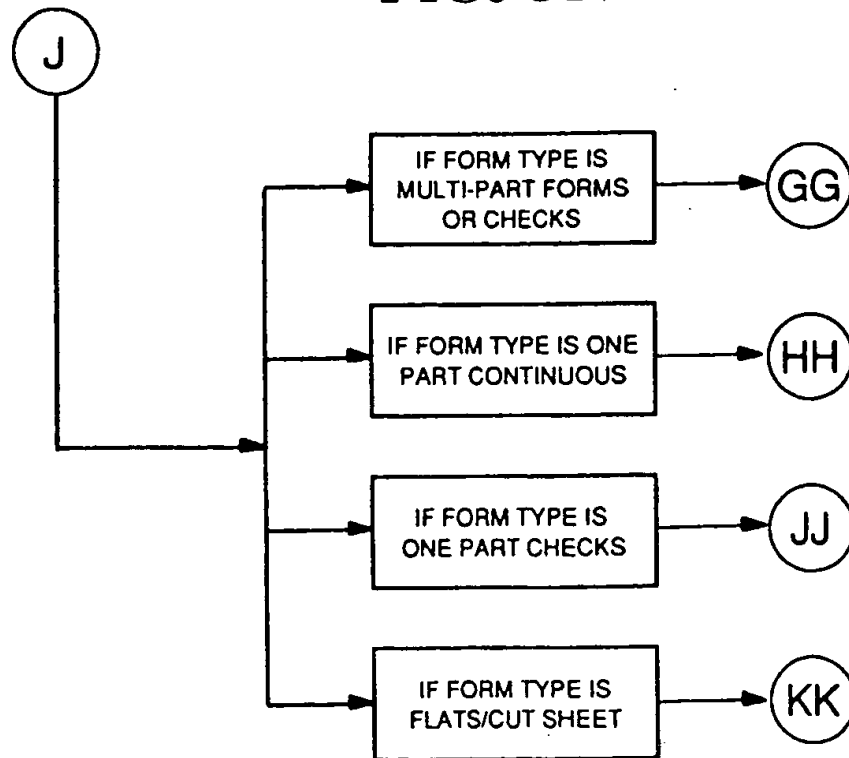 J
IF FORM TYPE IS
MULTI-PART FORMS
OR CHECKS
GG
IF FORM TYPE IS ONE
PART CONTINUOUS
HH
IF FORM TYPE IS
ONE PART CHECKS
JJ
IF FORM TYPE IS
FLATS/CUT SHEET
KK